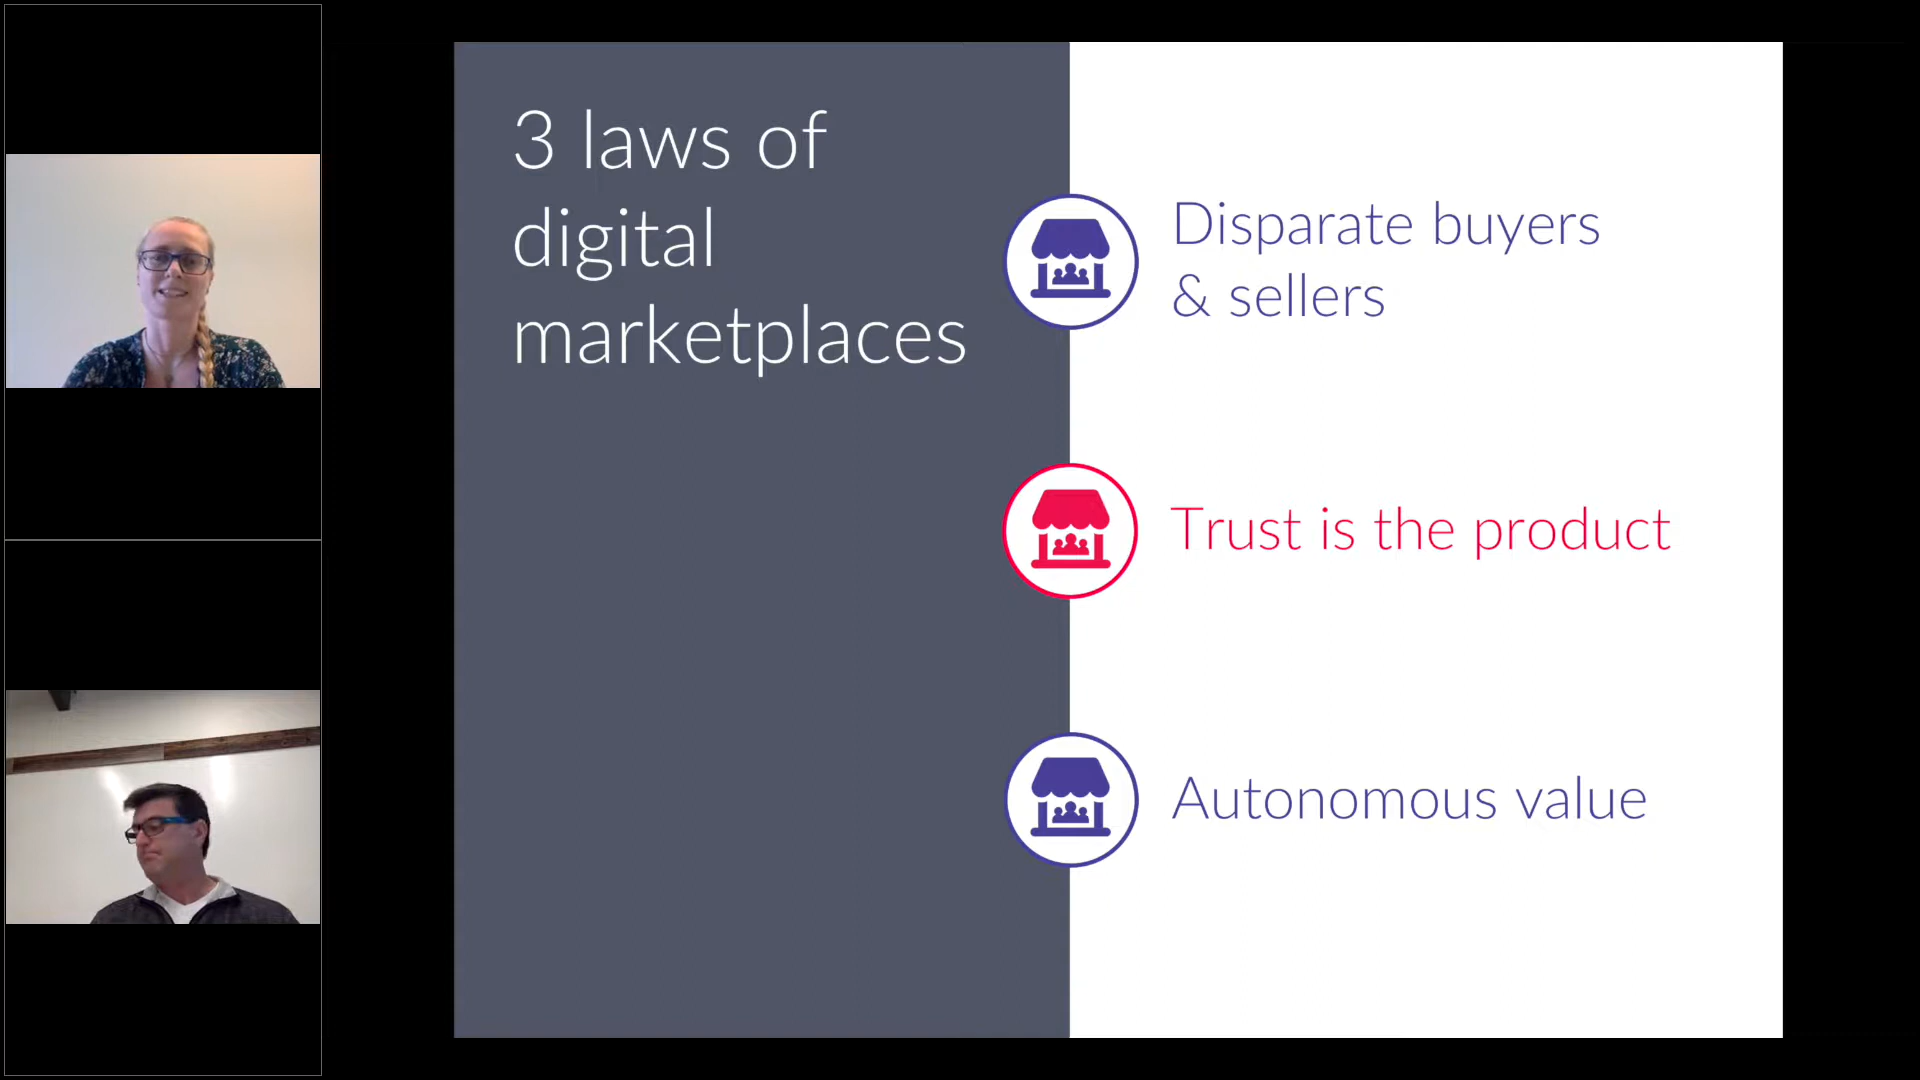 3 laws of
digital
marketplaces
Disparate buyers
& sellers
Trust is the product
Autonomous value